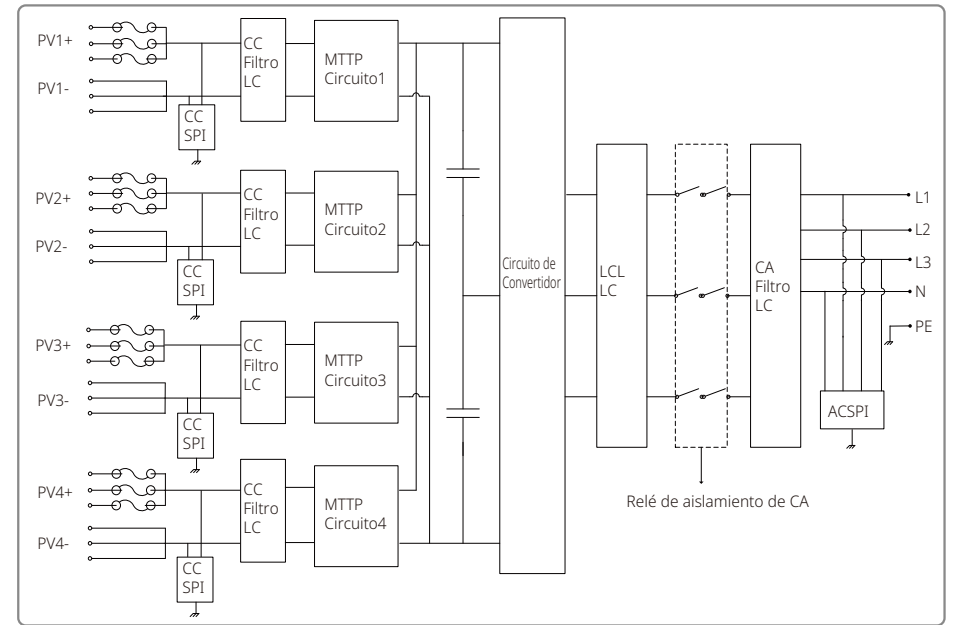 PV1+
PV1-
CC
SPI
CC
Filtro
LC
MTTP
Circuito1
PV2+
PV2-
CC
SPI
CC
Filtro
LC
MTTP
Circuito2
PV3+
PV3-
CC
SPI
CC
Filtro
LC
MTTP
Circuito3
PV4+
PV4-
CC
SPI
CC
Filtro
LC
MTTP
Circuito4
Circuito de
Convertidor
LCL
LC
Relé de aislamiento de CA
CA
Filtro
LC
L1
L2
L3
N
PE
ACSPI